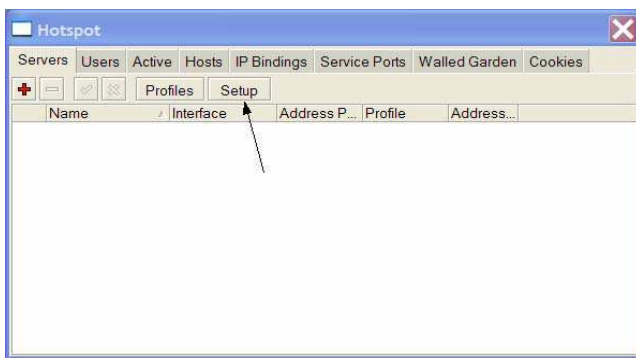 Hotspot
Servers Users Active Hosts IP Bindings Service Ports Walled Garden Cookies
Profiles Setup
Name Interface Address P... Profile Address...